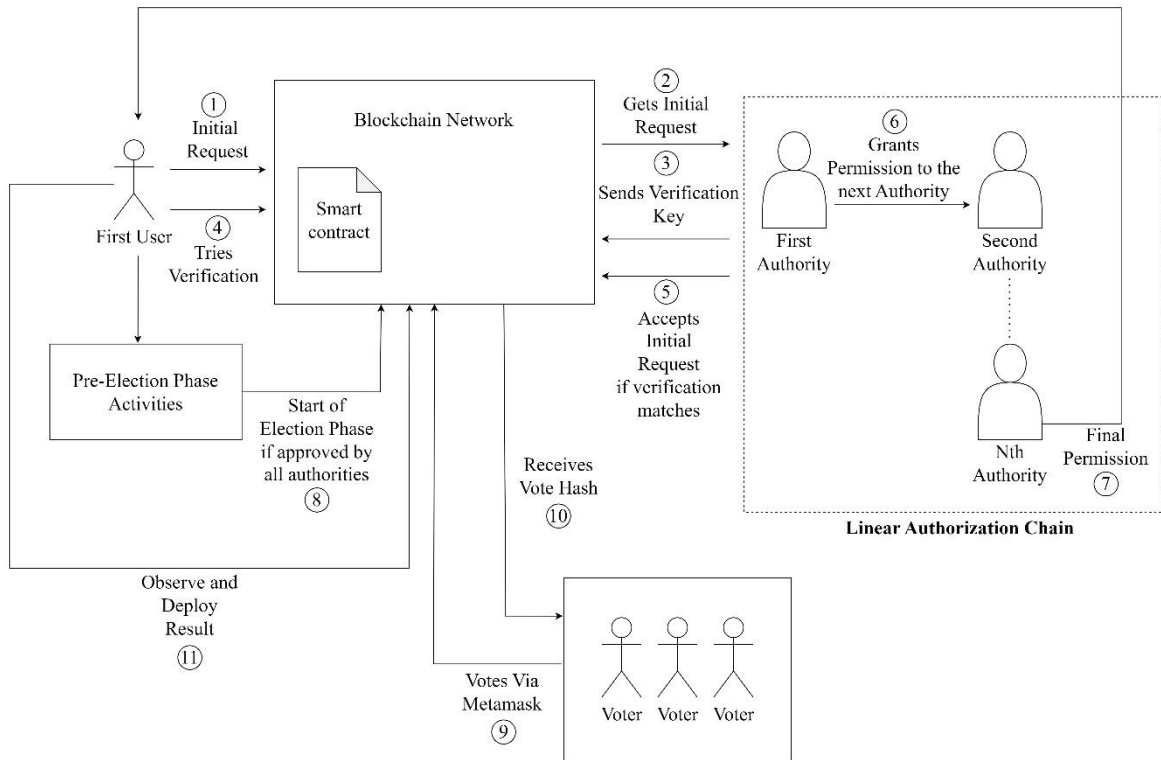 ①
Initial
Request
④
Tries
Verification
First User
Blockchain Network
Smart
contract
②
Gets Initial
Request
③
Sends Verification
Key
⑤
Accepts
Initial
Request
if verification
matches
⑥
Grants
Permission to the
next Authority
First
Authority
Second
Authority
Nth
Authority
Final
Permission
⑦
Linear Authorization Chain
Pre-Election Phase
Activities
Start of
Election Phase
if approved by
all authorities
⑧
Receives
Vote Hash
⑩
Observe and
Deploy
Result
⑪
Votes Via
Metamask
⑨
Voter Voter Voter